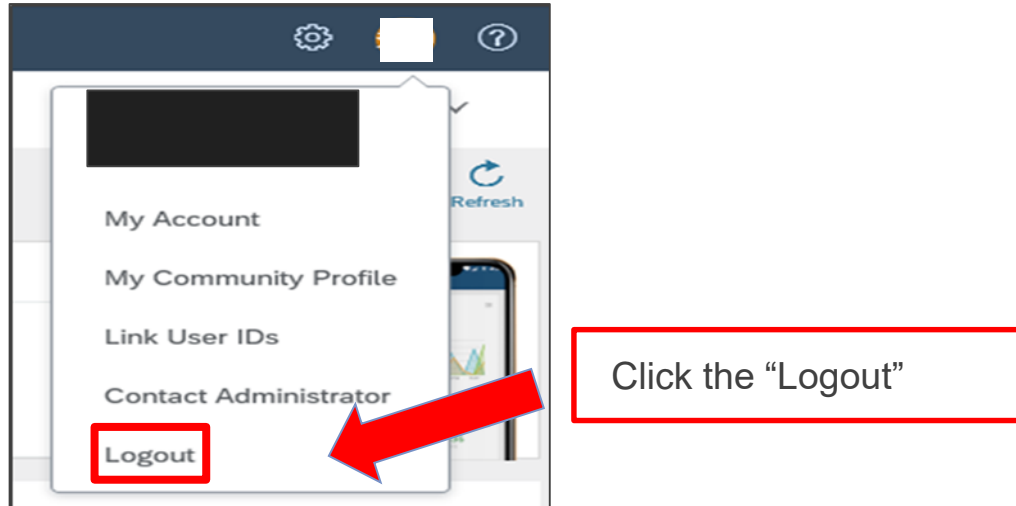 Refresh
My Account
My Community Profile
Link User IDs
Contact Administrator
Logout
Click the “Logout”